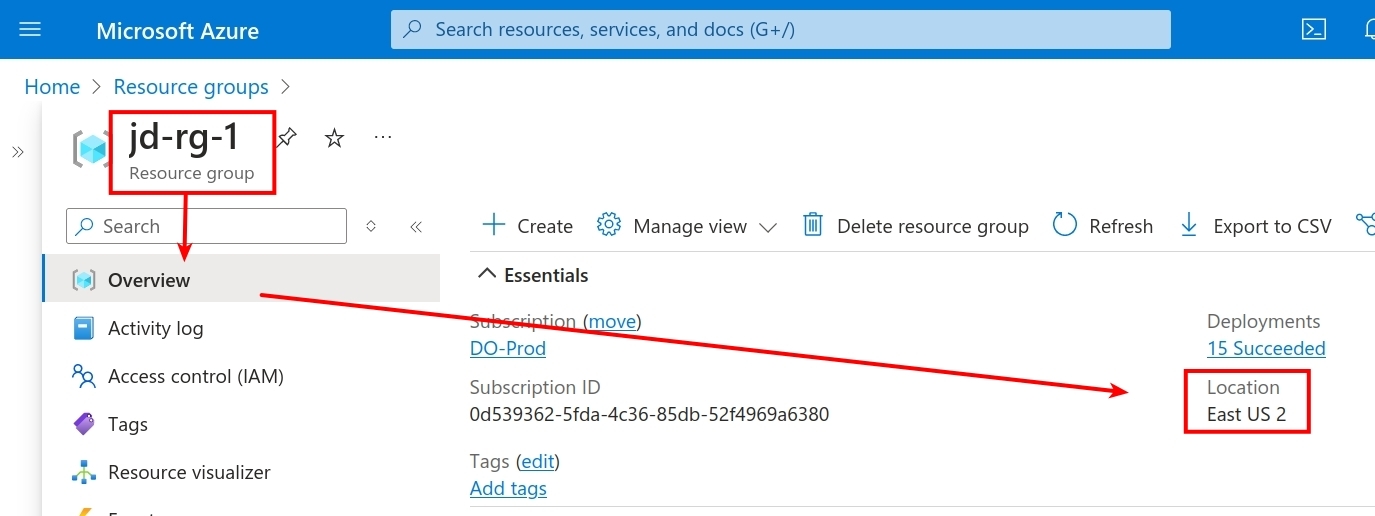 Microsoft Azure
Search resources, services, and docs (G+/)
Home > Resource groups >
jd-rg-1
Resource group
Search
Create Manage view Delete resource group Refresh Export to CSV
Overview
Activity log
Access control (IAM)
Tags
Resource visualizer
Essentials
Subscription (move)
DO-Prod
Subscription ID
0d539362-5fda-4c36-85db-52f4969a6380
Tags (edit)
Add tags
Deployments
15 Succeeded
Location
East US 2